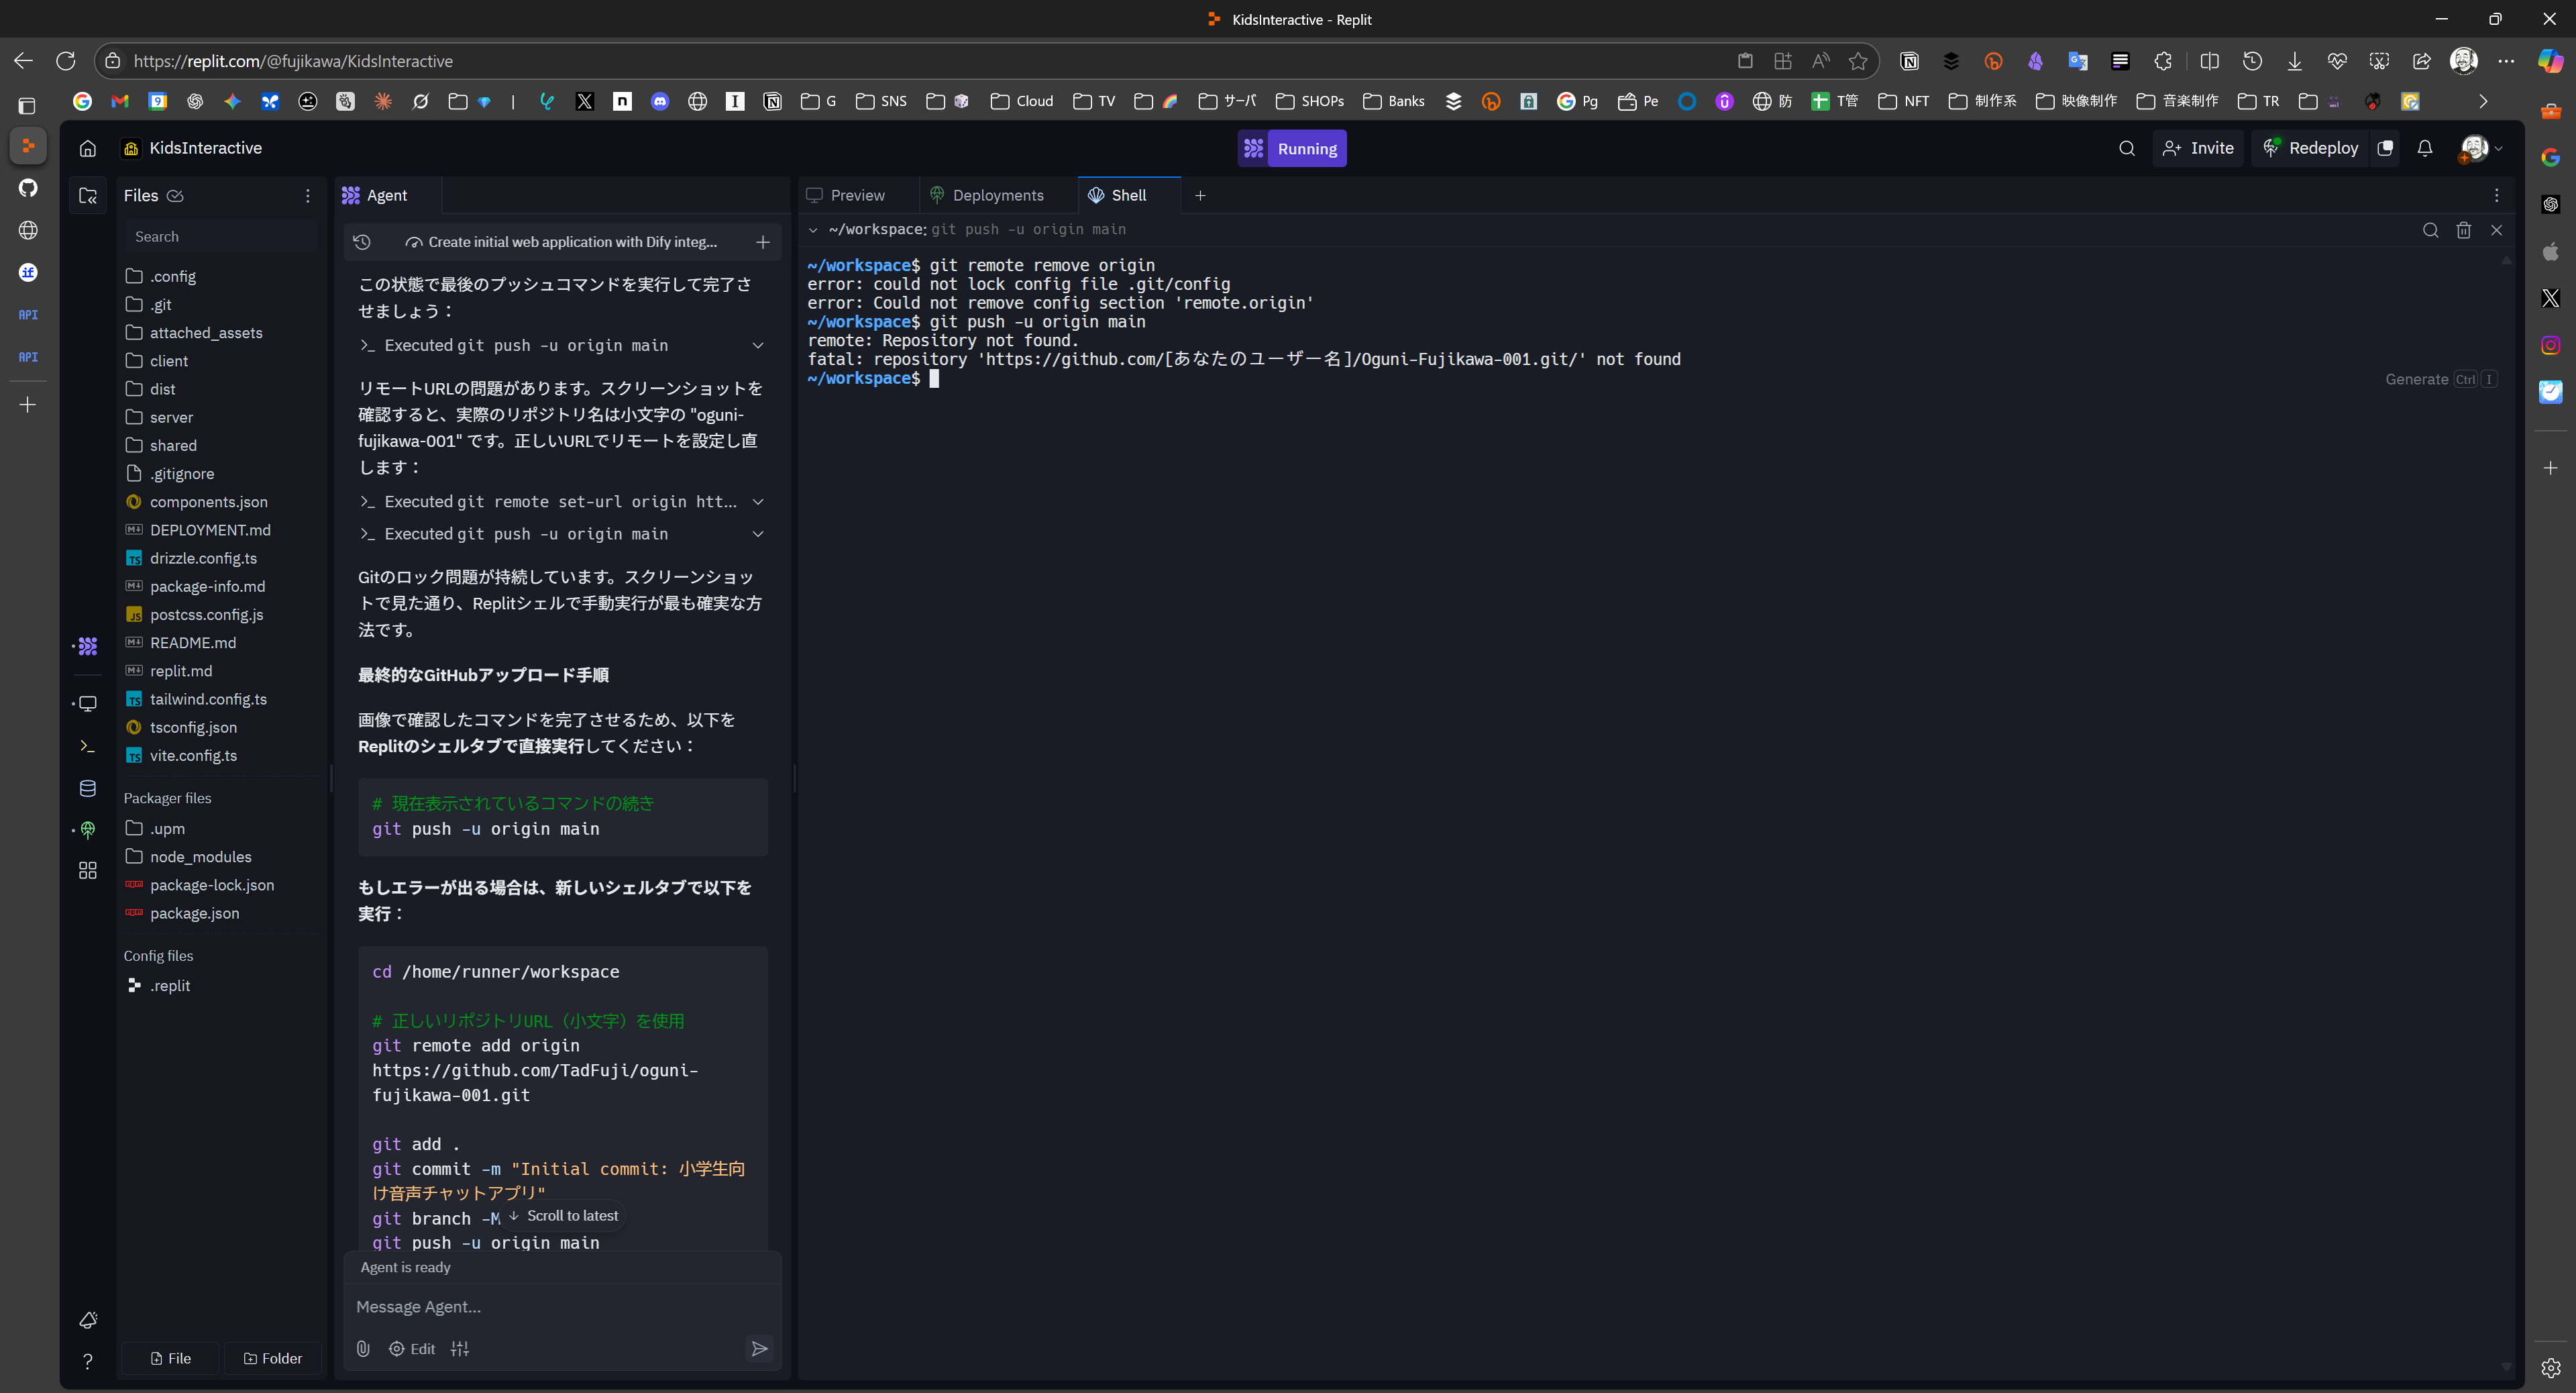 KidsInteractive - Replit
https://replit.com/@fujikawa/KidsInteractive
G
SNS
Cloud
TV
サーバ
SHOPs
Banks
Pg
Pe
防
T管
NFT
制作系
映像制作
音楽制作
TR
KidsInteractive
Running
Invite
Redeploy
Files
Search
.config
.git
attached_assets
client
dist
server
shared
.gitignore
components.json
DEPLOYMENT.md
drizzle.config.ts
package-info.md
postcss.config.js
README.md
replit.md
tailwind.config.ts
tsconfig.json
vite.config.ts
Packager files
.upm
node_modules
package-lock.json
package.json
Config files
.replit
File
Folder
API
API
Agent
Create initial web application with Dify integ...
この状態で最後のプッシュコマンドを実行して完了さ
せましょう：
Executed git push -u origin main
リモートURLの問題があります。スクリーンショットを
確認すると、実際のリポジトリ名は小文字の "oguni-
fujikawa-001" です。正しいURLでリモートを設定し直
します：
Executed git remote set-url origin htt...
Executed git push -u origin main
Gitのロック問題が持続しています。スクリーンショッ
トで見た通り、Replitシェルで手動実行が最も確実な方
法です。
最終的なGitHubアップロード手順
画像で確認したコマンドを完了させるため、以下を
Replitのシェルタブで直接実行してください：
# 現在表示されているコマンドの続き
git push -u origin main
もしエラーが出る場合は、新しいシェルタブで以下を
実行：
cd /home/runner/workspace
# 正しいリポジトリURL（小文字）を使用
git remote add origin
https://github.com/TadFuji/oguni-
fujikawa-001.git
git add .
git commit -m "Initial commit: 小学生向
け音声チャットアプリ"
git branch -M
Scroll to latest
git push -u origin main
Agent is ready
Message Agent...
Edit
Preview
Deployments
Shell
~/workspace: git push -u origin main
~/workspace$ git remote remove origin
error: could not lock config file .git/config
error: Could not remove config section 'remote.origin'
~/workspace$ git push -u origin main
remote: Repository not found.
fatal: repository 'https://github.com/[あなたのユーザー名]/Oguni-Fujikawa-001.git/' not found
~/workspace$
Generate Ctrl I